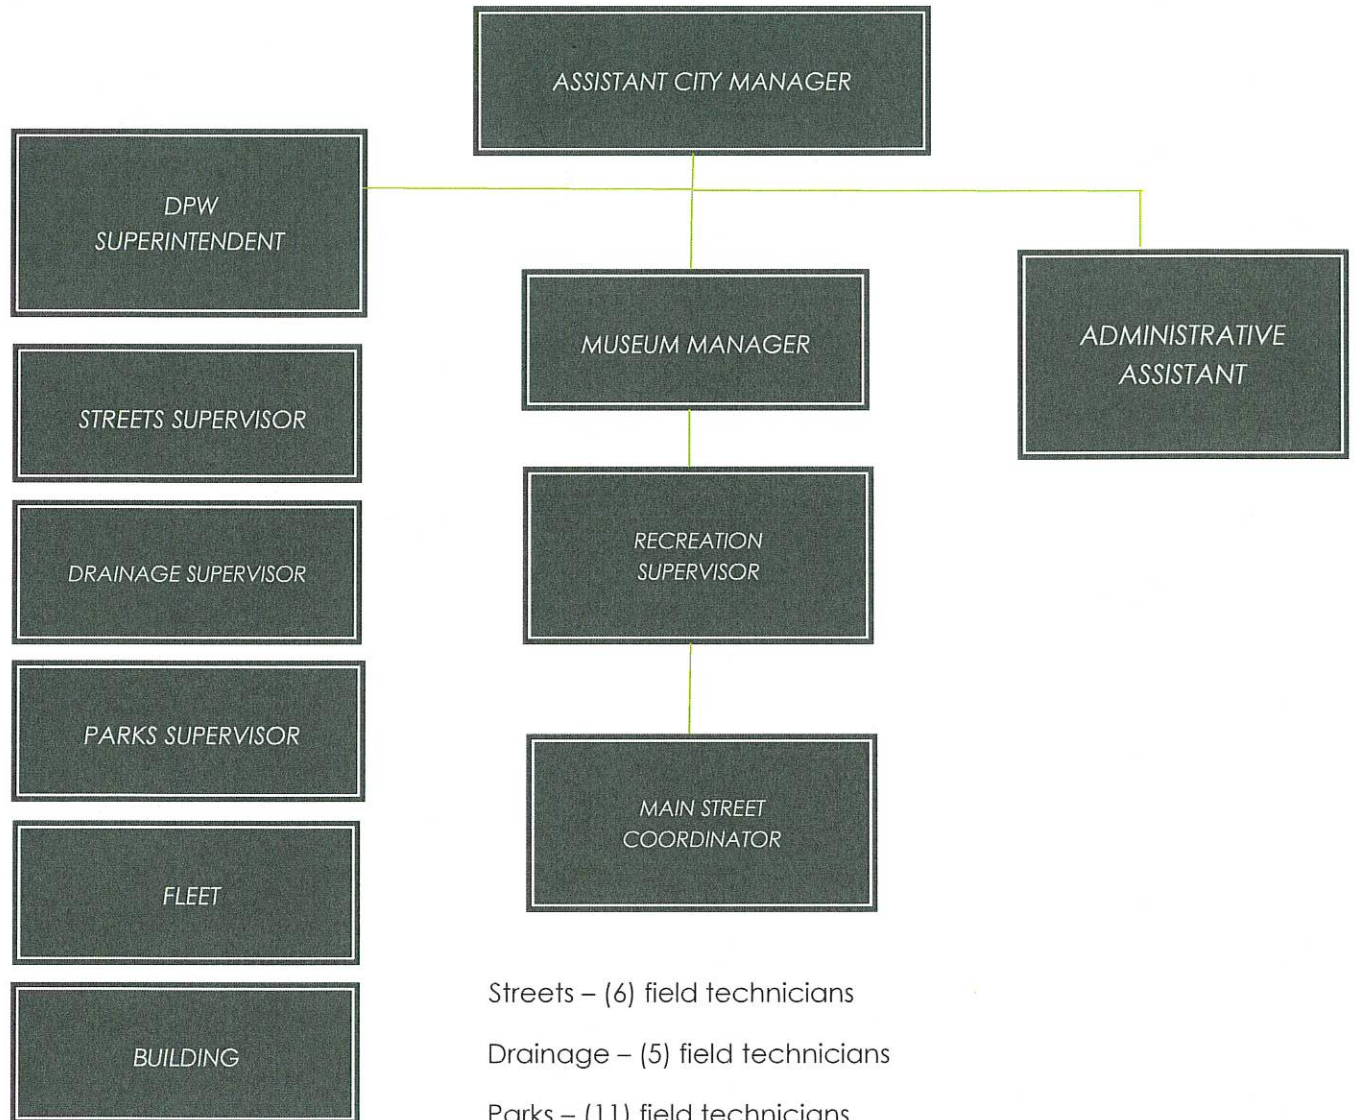 ASSISTANT CITY MANAGER
DPW
SUPERINTENDENT
MUSEUM MANAGER
ADMINISTRATIVE
ASSISTANT
STREETS SUPERVISOR
DRAINAGE SUPERVISOR
RECREATION
SUPERVISOR
PARKS SUPERVISOR
MAIN STREET
COORDINATOR
FLEET
BUILDING
Streets – (6) field technicians
Drainage – (5) field technicians
Parks – (11) field technicians